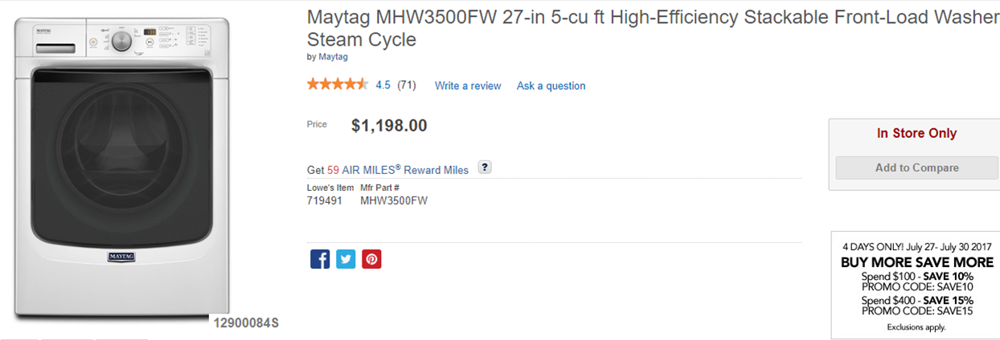 Maytag MHW3500FW 27-in 5-cu ft High-Efficiency Stackable Front-Load Washer
Steam Cycle
by Maytag
4.5 (71) Write a review Ask a question
Price $1,198.00
Get 59 AIR MILES® Reward Miles ?
Lowe's Item Mfr Part #
719491 MHW3500FW
MAYTAG
MAYTAG
12900084S
In Store Only
Add to Compare
4 DAYS ONLY! July 27- July 30 2017
BUY MORE SAVE MORE
Spend $100 - SAVE 10%
PROMO CODE: SAVE10
Spend $400 - SAVE 15%
PROMO CODE: SAVE15
Exclusions apply.